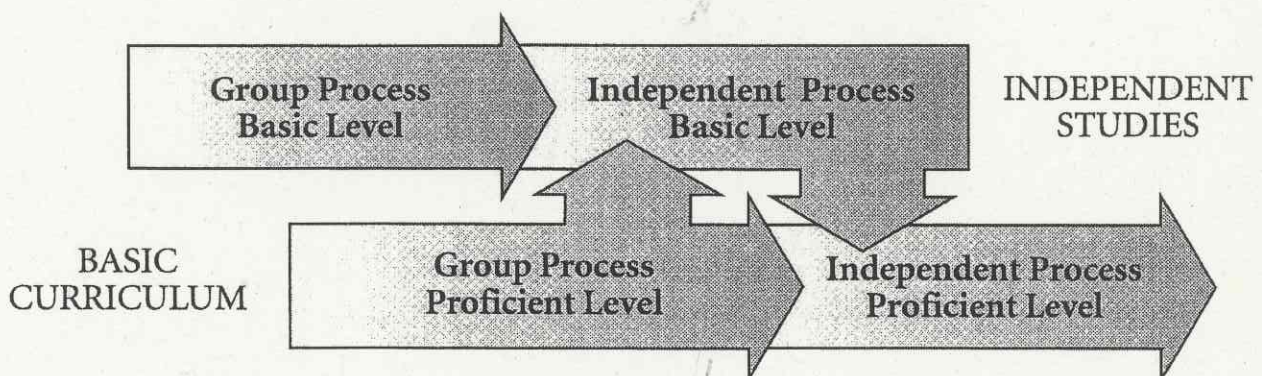 Group Process
Basic Level
Independent Process
Basic Level
INDEPENDENT
STUDIES
BASIC
CURRICULUM
Group Process
Proficient Level
Independent Process
Proficient Level